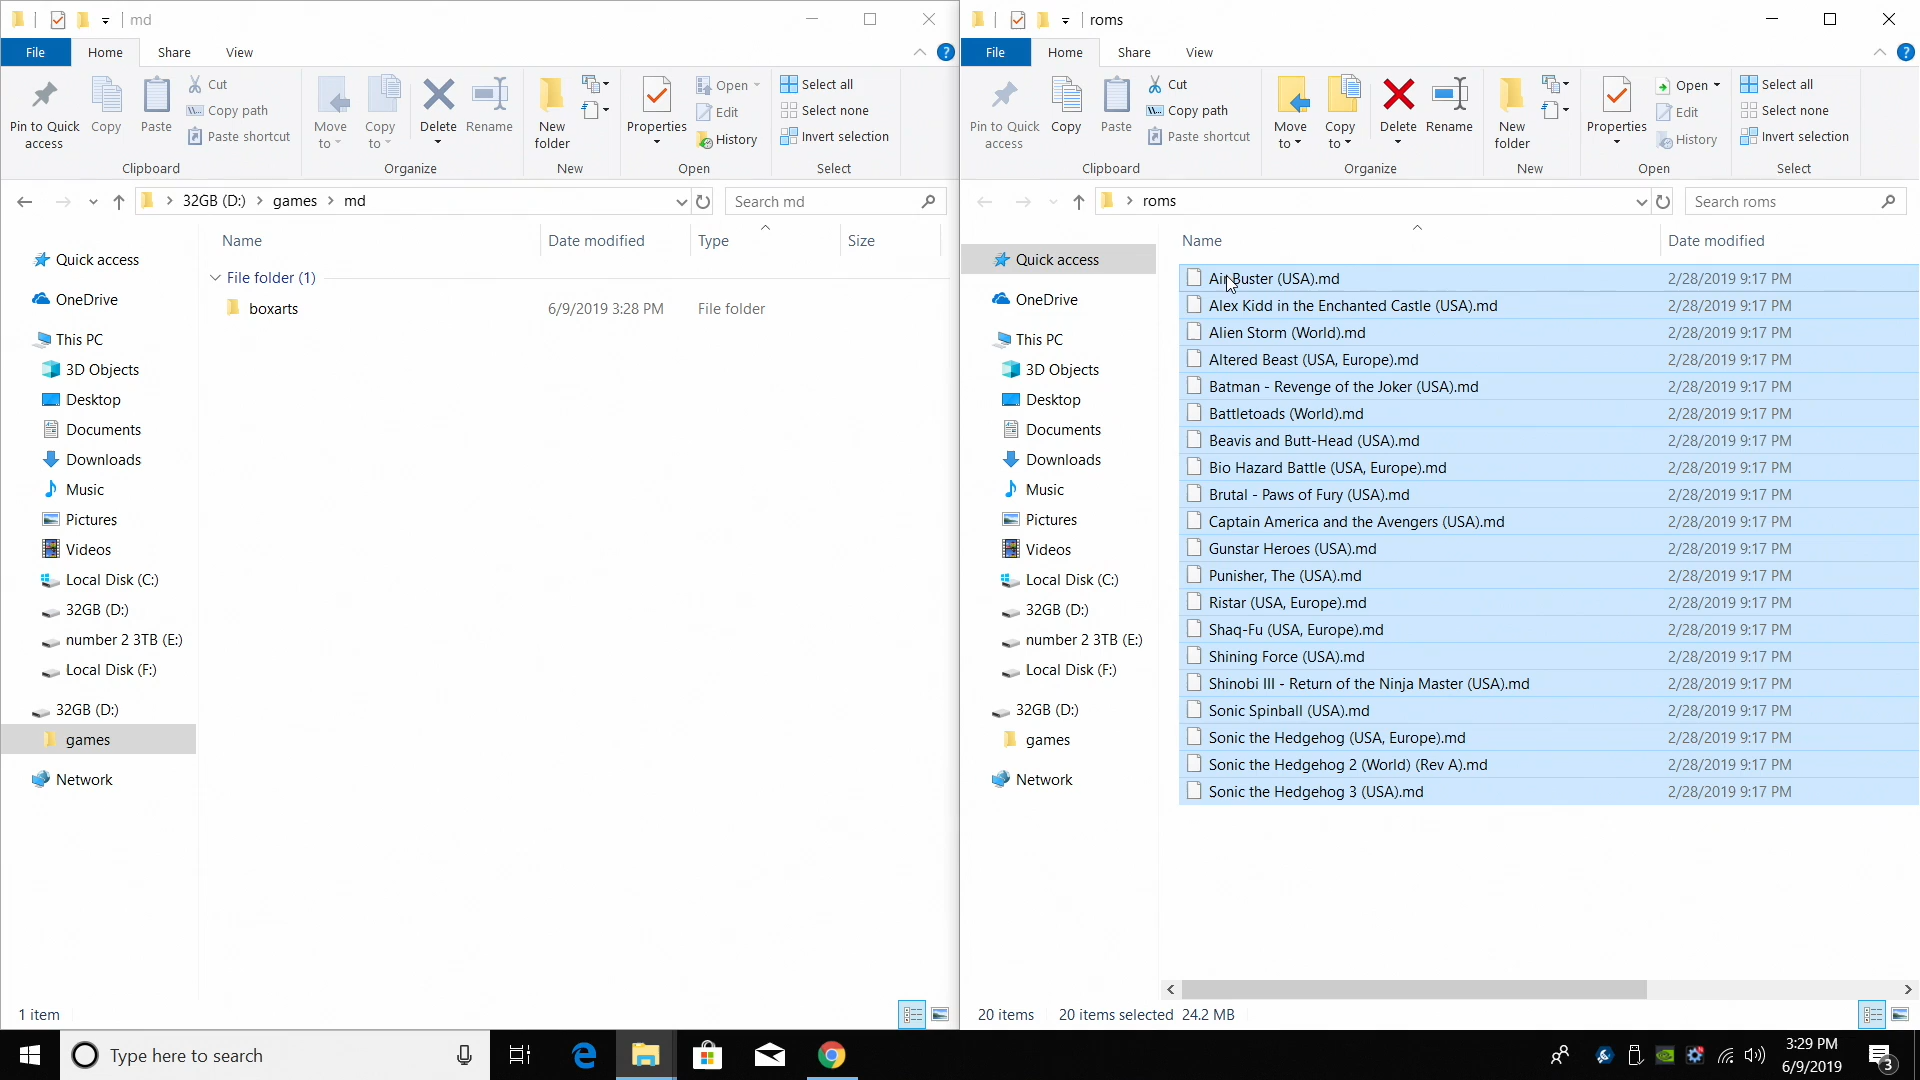 md
File
Home
Share
View
Pin to Quick access
Copy
Paste
Cut
Copy path
Paste shortcut
Clipboard
Move to
Copy to
Delete
Rename
Organize
New folder
New
Properties
Open
Edit
History
Open
Select all
Select none
Invert selection
Select
32GB (D:) > games > md
Search md
Name
Date modified
Type
Size
File folder (1)
boxarts 6/9/2019 3:28 PM File folder
Quick access
OneDrive
This PC
3D Objects
Desktop
Documents
Downloads
Music
Pictures
Videos
Local Disk (C:)
32GB (D:)
number 2 3TB (E:)
Local Disk (F:)
32GB (D:)
games
Network
1 item
roms
File
Home
Share
View
Pin to Quick access
Copy
Paste
Cut
Copy path
Paste shortcut
Clipboard
Move to
Copy to
Delete
Rename
Organize
New folder
New
Properties
Open
Edit
History
Open
Select all
Select none
Invert selection
Select
> roms
Search roms
Name
Date modified
Quick access
OneDrive
This PC
3D Objects
Desktop
Documents
Downloads
Music
Pictures
Videos
Local Disk (C:)
32GB (D:)
number 2 3TB (E:)
Local Disk (F:)
32GB (D:)
games
Network
Air Buster (USA).md 2/28/2019 9:17 PM
Alex Kidd in the Enchanted Castle (USA).md 2/28/2019 9:17 PM
Alien Storm (World).md 2/28/2019 9:17 PM
Altered Beast (USA, Europe).md 2/28/2019 9:17 PM
Batman - Revenge of the Joker (USA).md 2/28/2019 9:17 PM
Battletoads (World).md 2/28/2019 9:17 PM
Beavis and Butt-Head (USA).md 2/28/2019 9:17 PM
Bio Hazard Battle (USA, Europe).md 2/28/2019 9:17 PM
Brutal - Paws of Fury (USA).md 2/28/2019 9:17 PM
Captain America and the Avengers (USA).md 2/28/2019 9:17 PM
Gunstar Heroes (USA).md 2/28/2019 9:17 PM
Punisher, The (USA).md 2/28/2019 9:17 PM
Ristar (USA, Europe).md 2/28/2019 9:17 PM
Shaq-Fu (USA, Europe).md 2/28/2019 9:17 PM
Shining Force (USA).md 2/28/2019 9:17 PM
Shinobi III - Return of the Ninja Master (USA).md 2/28/2019 9:17 PM
Sonic Spinball (USA).md 2/28/2019 9:17 PM
Sonic the Hedgehog (USA, Europe).md 2/28/2019 9:17 PM
Sonic the Hedgehog 2 (World) (Rev A).md 2/28/2019 9:17 PM
Sonic the Hedgehog 3 (USA).md 2/28/2019 9:17 PM
20 items 20 items selected 24.2 MB
Type here to search
3:29 PM
6/9/2019
3